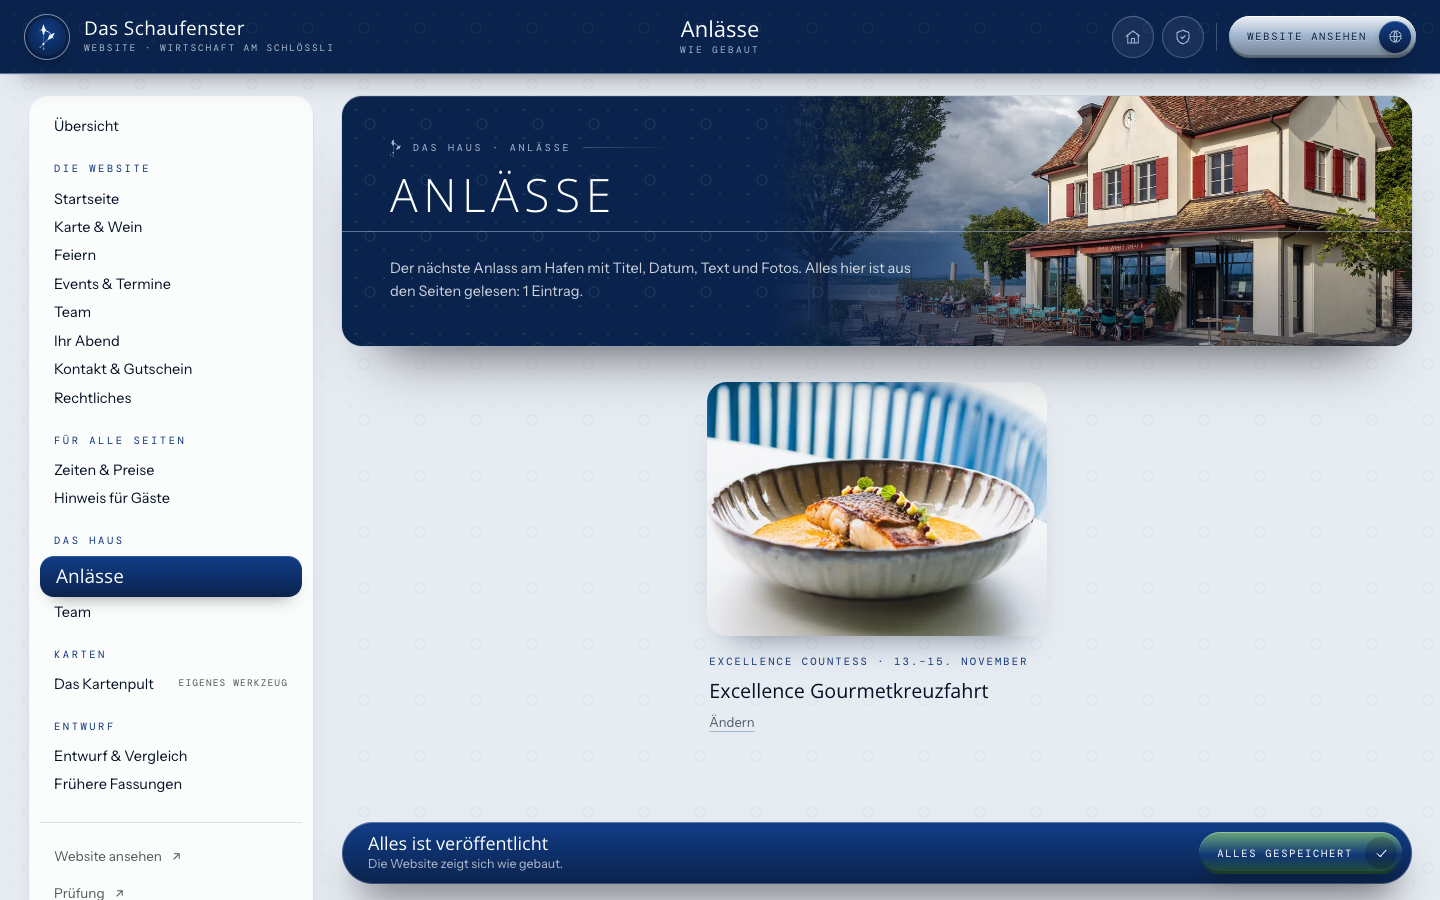 Das Schaufenster
WEBSITE · WIRTSCHAFT AM SCHLÖSSLI
Anlässe
WIE GEBAUT
WEBSITE ANSEHEN
Übersicht
DIE WEBSITE
Startseite
Karte & Wein
Feiern
Events & Termine
Team
Ihr Abend
Kontakt & Gutschein
Rechtliches
FÜR ALLE SEITEN
Zeiten & Preise
Hinweis für Gäste
DAS HAUS
Anlässe
Team
KARTEN
Das Kartenpult EIGENES WERKZEUG
ENTWURF
Entwurf & Vergleich
Frühere Fassungen
Website ansehen
Prüfung
DAS HAUS · ANLÄSSE
ANLÄSSE
Der nächste Anlass am Hafen mit Titel, Datum, Text und Fotos. Alles hier ist aus
den Seiten gelesen: 1 Eintrag.
EXCELLENCE COUNTESS · 13.–15. NOVEMBER
Excellence Gourmetkreuzfahrt
Ändern
Alles ist veröffentlicht
Die Website zeigt sich wie gebaut.
ALLES GESPEICHERT